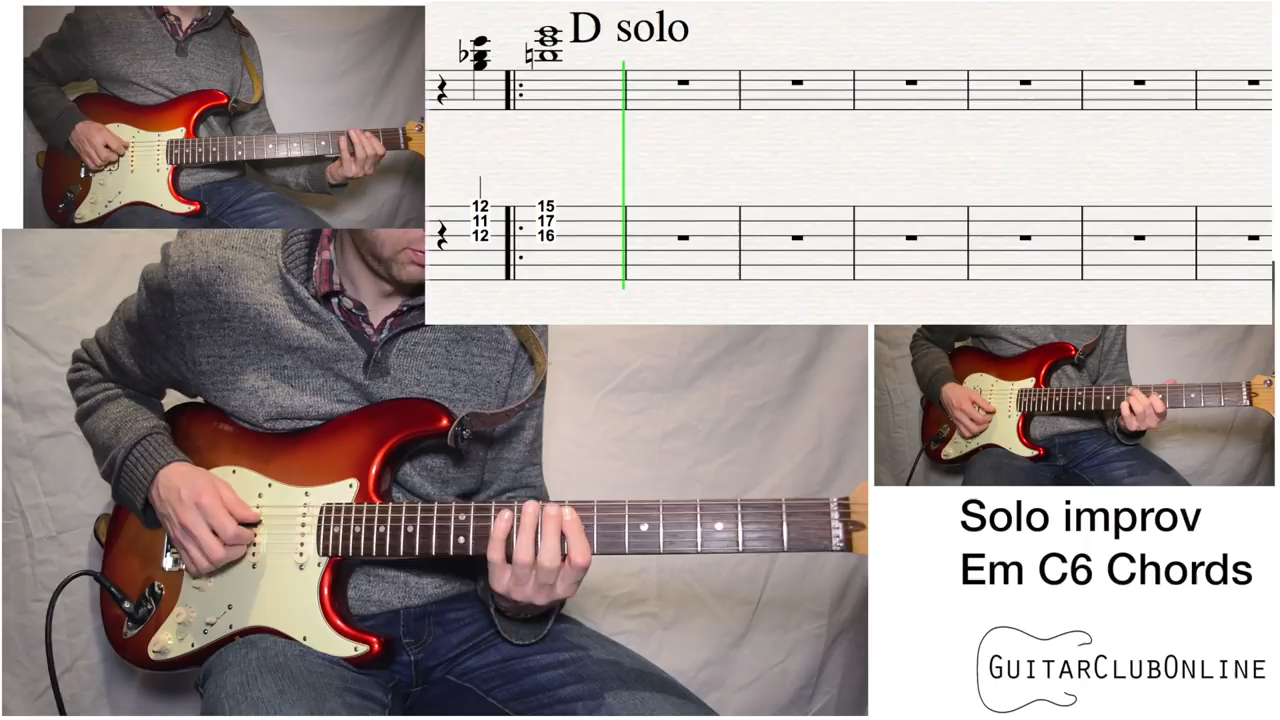 D solo
12 15
11 17
12 16
Solo improv
Em C6 Chords
GUITARCLUBONLINE